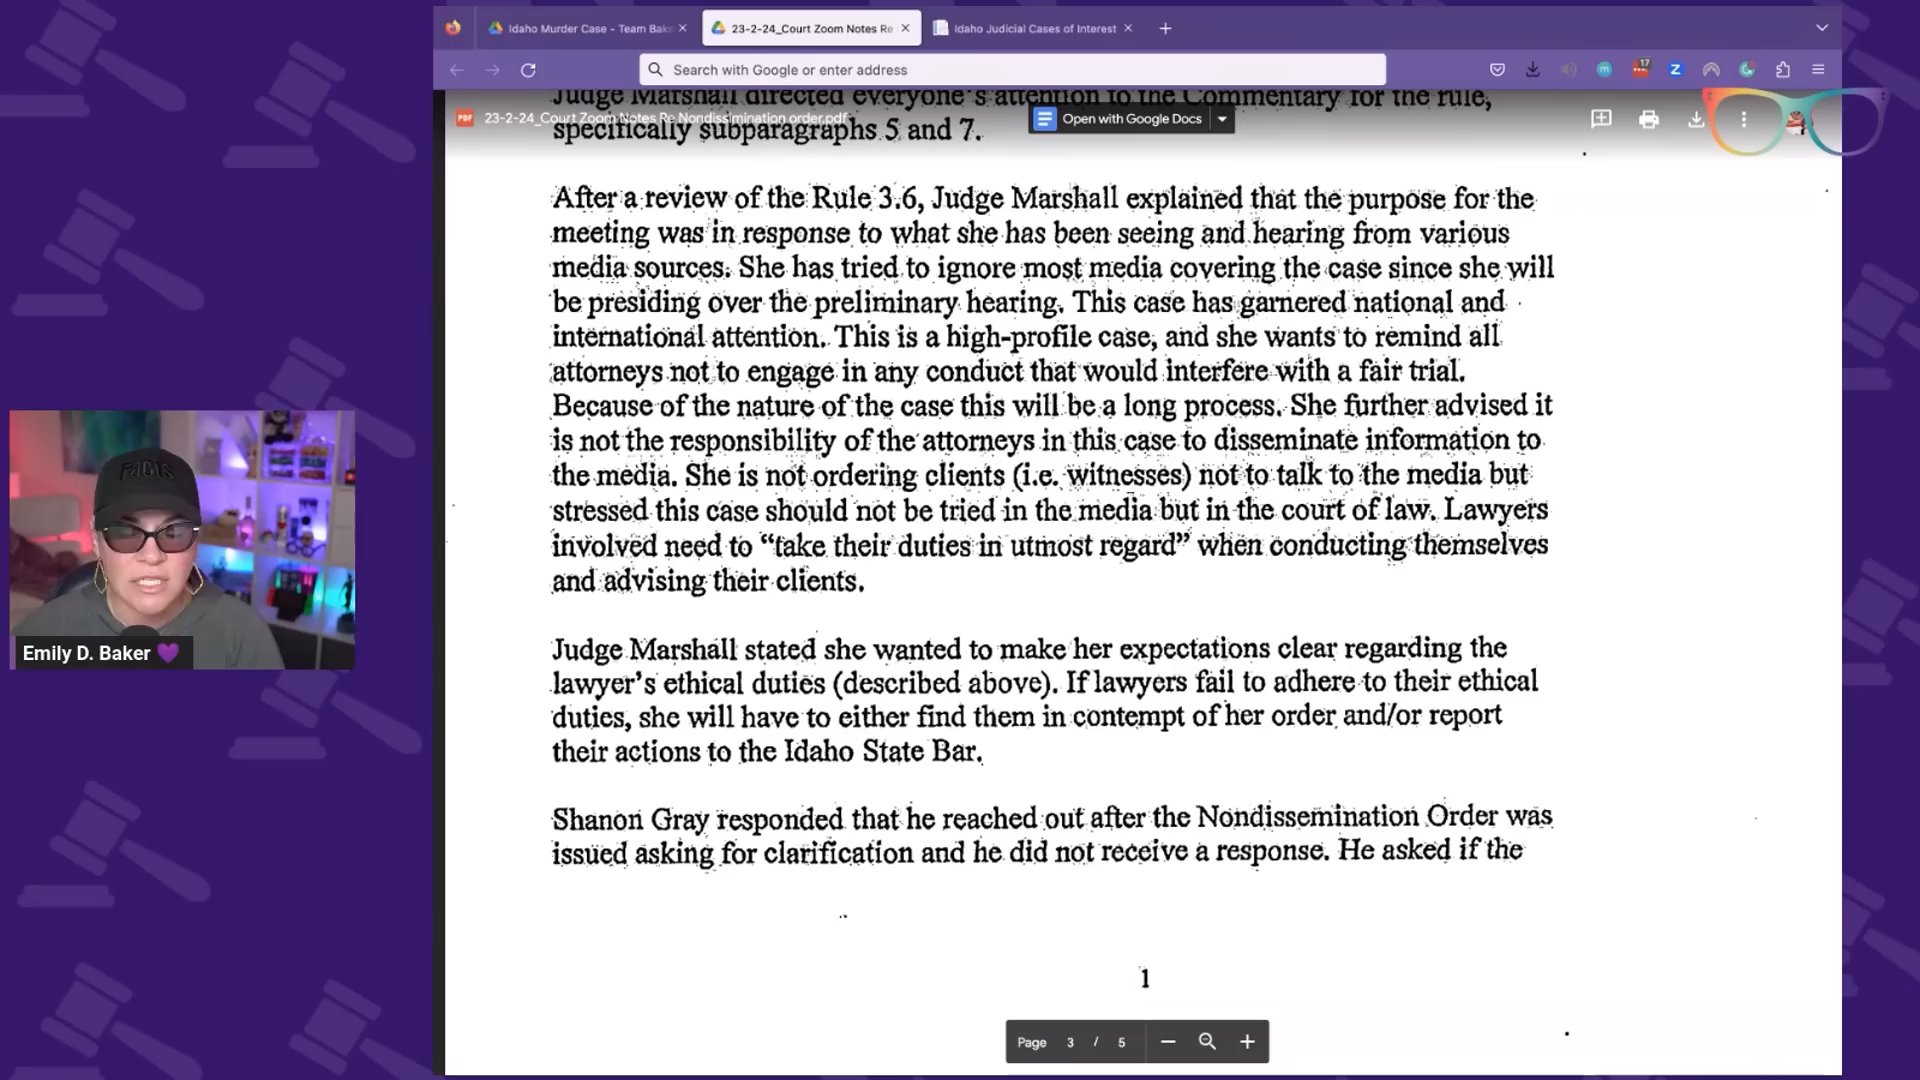 Idaho Murder Case - Team Bak
23-2-24_Court Zoom Notes Re
Idaho Judicial Cases of Interest
Search with Google or enter address
17
Judge Marshall directed everyone's attention to the Commentary for the rule,
PDF
23-2-24_Court Zoom Notes Re Nondissimination order.pdf
Open with Google Docs
specifically subparagraphs 5 and 7.
After a review of the Rule 3.6, Judge Marshall explained that the purpose for the
meeting was in response to what she has been seeing and hearing from various
media sources. She has tried to ignore most media covering the case since she will
be presiding over the preliminary hearing. This case has garnered national and
international attention. This is a high-profile case, and she wants to remind all
attorneys not to engage in any conduct that would interfere with a fair trial.
Because of the nature of the case this will be a long process. She further advised it
is not the responsibility of the attorneys in this case to disseminate information to
the media. She is not ordering clients (i.e. witnesses) not to talk to the media but
stressed this case should not be tried in the media but in the court of law. Lawyers
involved need to “take their duties in utmost regard” when conducting themselves
and advising their clients.
Judge Marshall stated she wanted to make her expectations clear regarding the
lawyer's ethical duties (described above). If lawyers fail to adhere to their ethical
duties, she will have to either find them in contempt of her order and/or report
their actions to the Idaho State Bar.
Shanon Gray responded that he reached out after the Nondissemination Order was
issued asking for clarification and he did not receive a response. He asked if the
1
Page 3 / 5
FACTS
Emily D. Baker